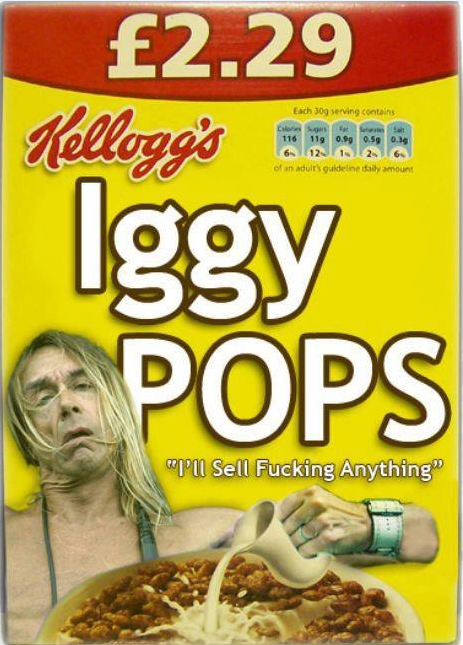 £2.29
Kellogg's
Each 30g serving contains
Calories Sugars Fat Saturates Salt
116 11g 0.9g 0.5g 0.3g
6% 12% 1% 2% 6%
of an adult's guideline daily amount
Iggy
POPS
"I'll Sell Fucking Anything"